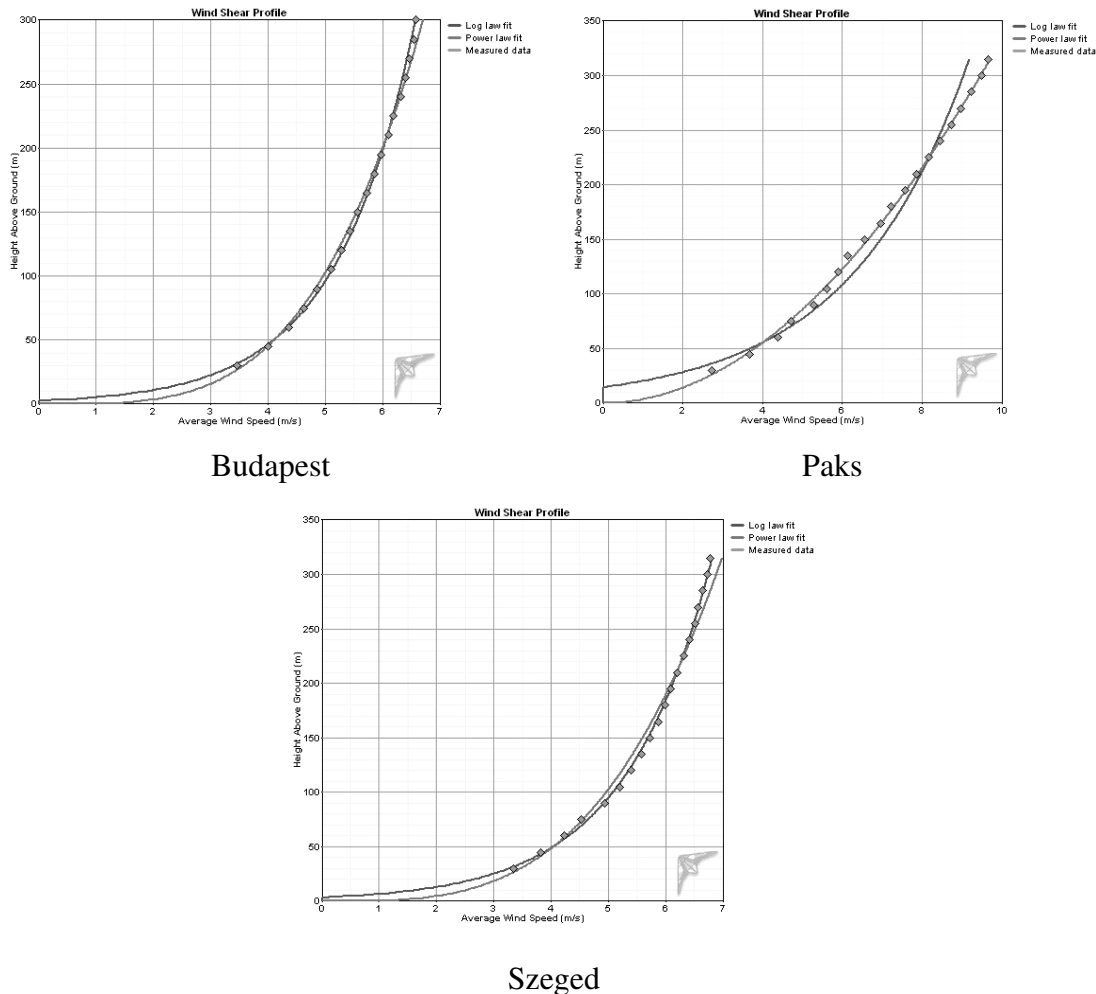 Wind Shear Profile
Log law fit
Power law fit
Measured data
Height Above Ground (m)
300
250
200
150
100
50
0
0 1 2 3 4 5 6 7
Average Wind Speed (m/s)
Budapest
Wind Shear Profile
Log law fit
Power law fit
Measured data
Height Above Ground (m)
350
300
250
200
150
100
50
0
0 2 4 6 8 10
Average Wind Speed (m/s)
Paks
Wind Shear Profile
Log law fit
Power law fit
Measured data
Height Above Ground (m)
350
300
250
200
150
100
50
0
0 1 2 3 4 5 6 7
Average Wind Speed (m/s)
Szeged